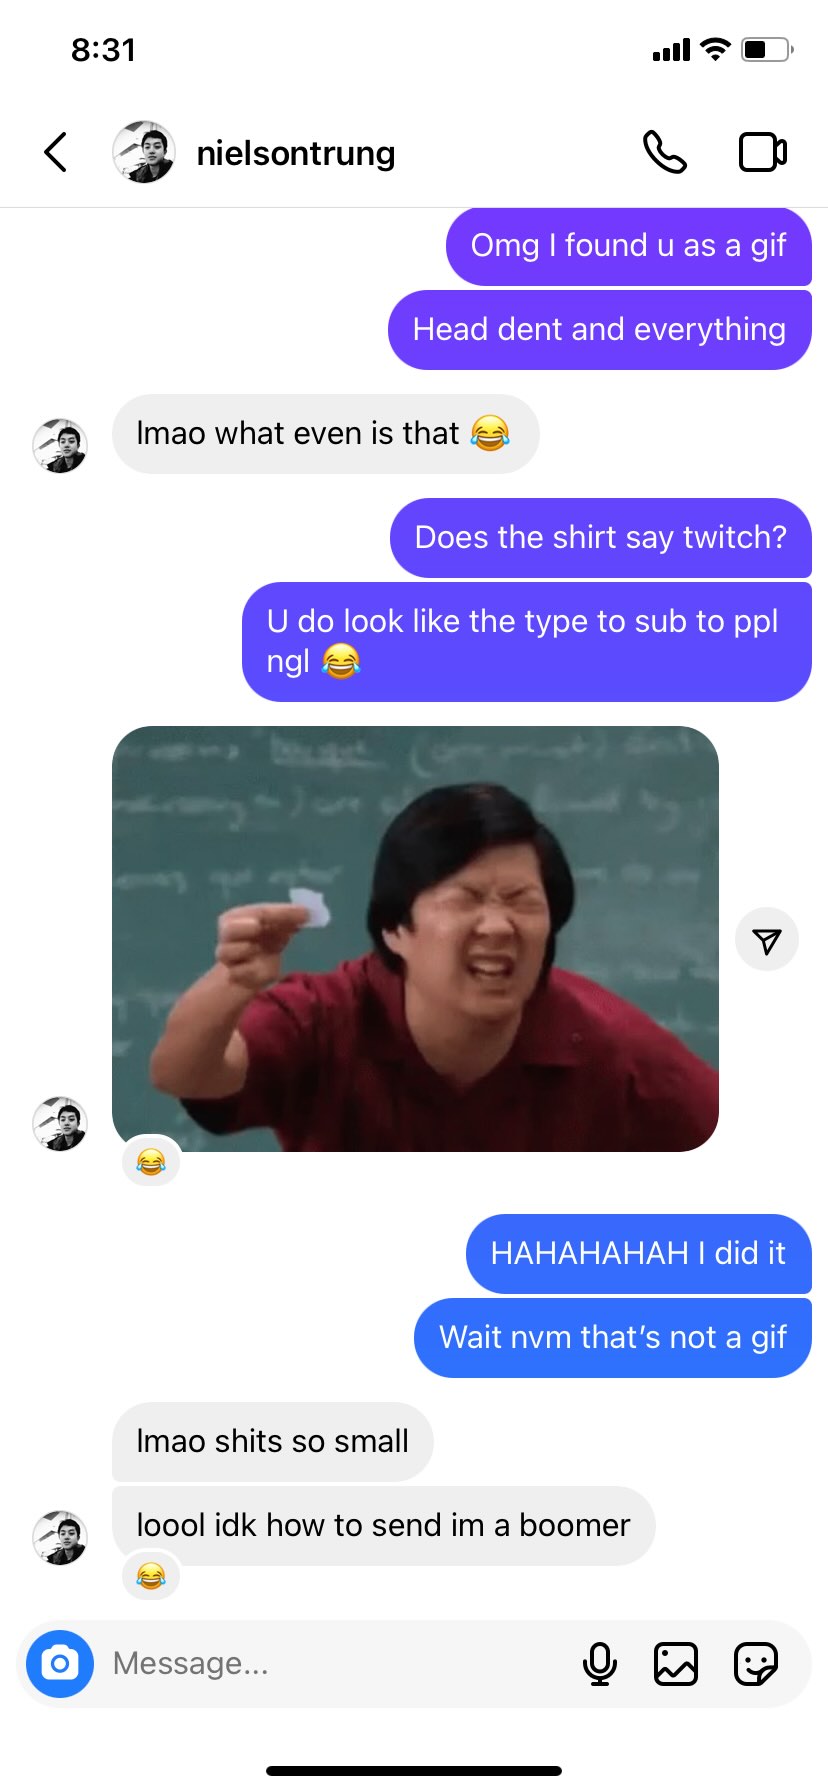 8:31
nielsontrung
Omg I found u as a gif
Head dent and everything
lmao what even is that 😂
Does the shirt say twitch?
U do look like the type to sub to ppl
ngl 😂
😂
HAHAHAHAH I did it
Wait nvm that's not a gif
lmao shits so small
loool idk how to send im a boomer
😂
Message...